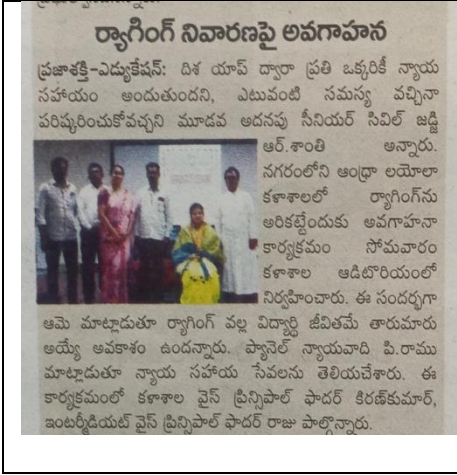 ర్యాగింగ్ నివారణపై అవగాహన
ప్రజాశక్తి-ఎడ్యుకేషన్: దిశ యాప్ ద్వారా ప్రతి ఒక్కరికీ న్యాయ
సహాయం అందుతుందని, ఎటువంటి సమస్య వచ్చినా
పరిష్కరించుకోవచ్చని మూడవ అదనపు సీనియర్ సివిల్ జడ్జి
ఆర్.శాంతి అన్నారు.
నగరంలోని ఆంధ్రా లయోలా
కళాశాలలో ర్యాగింగ్‌ను
అరికట్టేందుకు అవగాహనా
కార్యక్రమం సోమవారం
కళాశాల ఆడిటోరియంలో
నిర్వహించారు. ఈ సందర్భగా
ఆమె మాట్లాడుతూ ర్యాగింగ్ వల్ల విద్యార్థి జీవితమే తారుమారు
అయ్యే అవకాశం ఉందన్నారు. ప్యానెల్ న్యాయవాది పి.రాము
మాట్లాడుతూ న్యాయ సహాయ సేవలను తెలియచేశారు. ఈ
కార్యక్రమంలో కళాశాల వైస్ ప్రిన్సిపాల్ ఫాదర్ కిరణ్‌కుమార్,
ఇంటర్మీడియట్ వైస్ ప్రిన్సిపాల్ ఫాదర్ రాజు పాల్గొన్నారు.